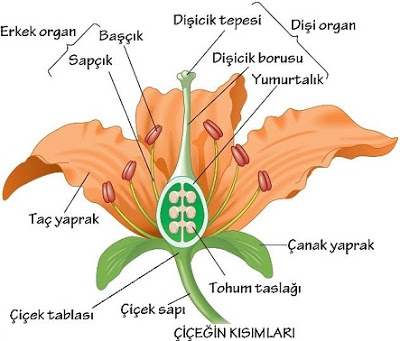 Dişicik tepesi
Dişi organ
Erkek organ
Başçık
Sapçık
Dişicik borusu
Yumurtalık
Taç yaprak
Çanak yaprak
Tohum taslağı
Çiçek tablası
Çiçek sapı
ÇİÇEĞİN KISIMLARI